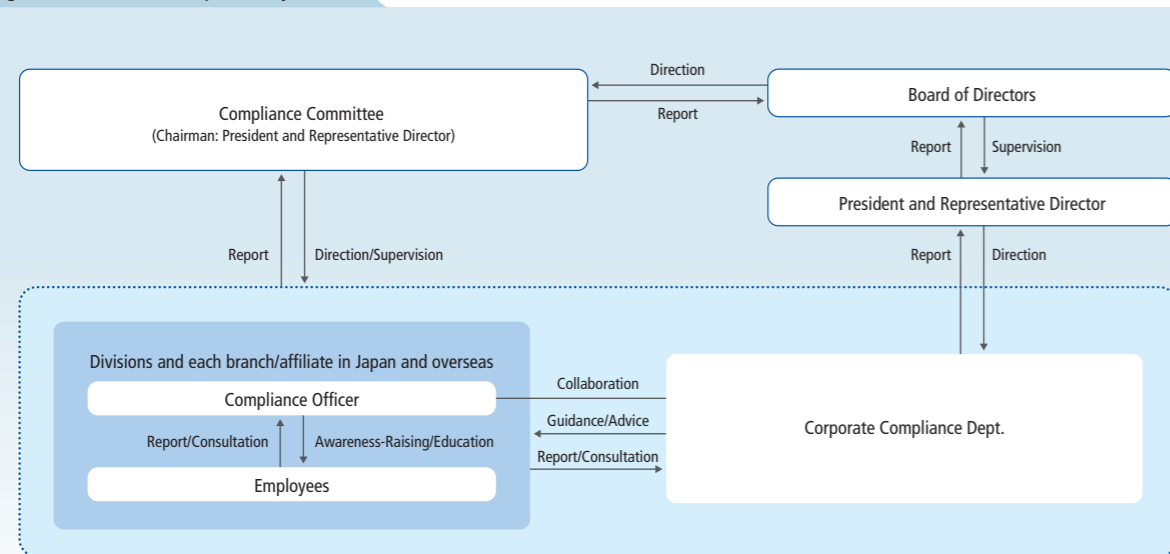 Direction
Compliance Committee
(Chairman: President and Representative Director)
Board of Directors
Report
Report
Supervision
President and Representative Director
Report
Direction/Supervision
Report
Direction
Divisions and each branch/affiliate in Japan and overseas
Compliance Officer
Collaboration
Guidance/Advice
Corporate Compliance Dept.
Report/Consultation
Awareness-Raising/Education
Report/Consultation
Employees